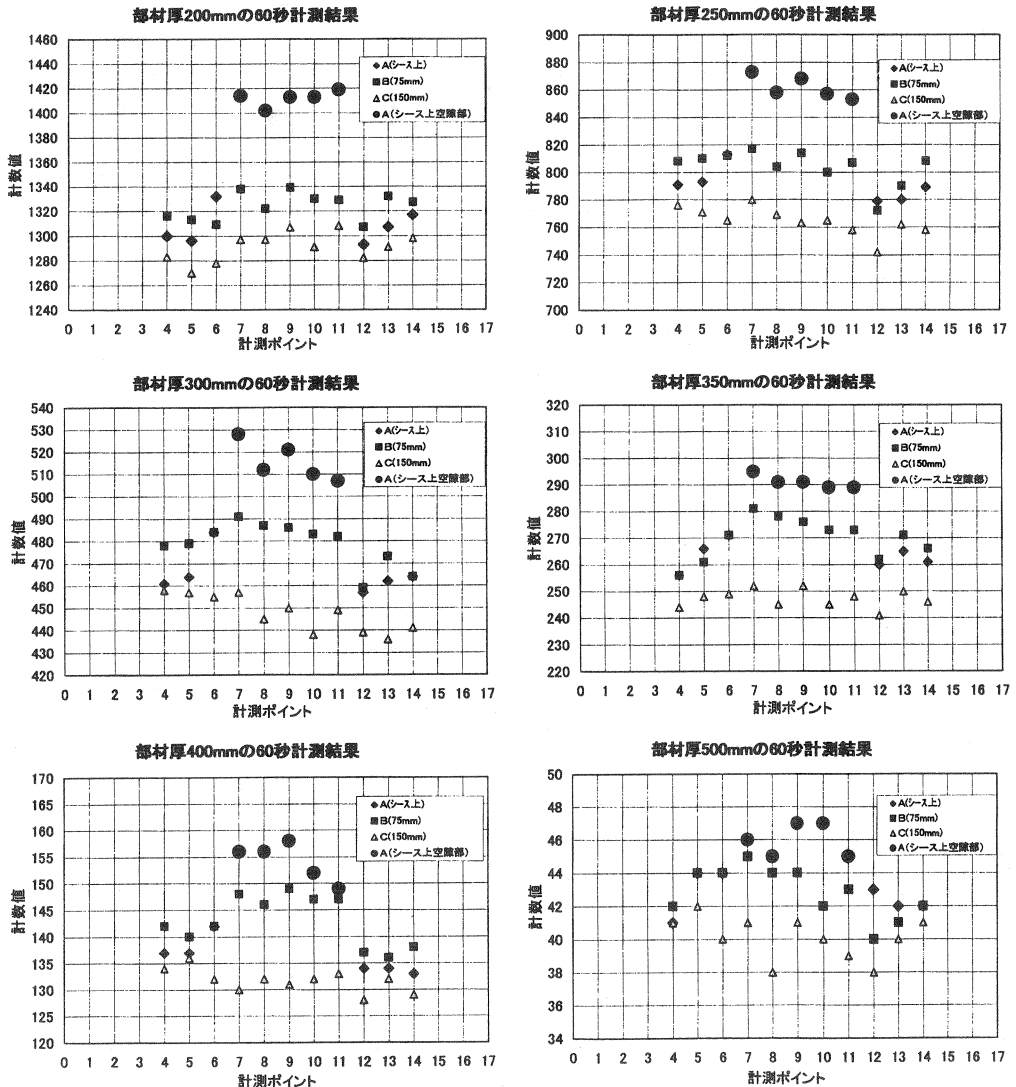 部材厚200mmの60秒計測結果
1460
1440
1420
1400
1380
1360
1340
1320
1300
1280
1260
1240
計数値
A(シース上)
B(75mm)
C(150mm)
A(シース上空隙部)
0 1 2 3 4 5 6 7 8 9 10 11 12 13 14 15 16 17
計測ポイント
部材厚250mmの60秒計測結果
900
880
860
840
820
800
780
760
740
720
700
計数値
A(シース上)
B(75mm)
C(150mm)
A(シース上空隙部)
0 1 2 3 4 5 6 7 8 9 10 11 12 13 14 15 16 17
計測ポイント
部材厚300mmの60秒計測結果
540
530
520
510
500
490
480
470
460
450
440
430
420
計数値
A(シース上)
B(75mm)
C(150mm)
A(シース上空隙部)
0 1 2 3 4 5 6 7 8 9 10 11 12 13 14 15 16 17
計測ポイント
部材厚350mmの60秒計測結果
320
310
300
290
280
270
260
250
240
230
220
計数値
A(シース上)
B(75mm)
C(150mm)
A(シース上空隙部)
0 1 2 3 4 5 6 7 8 9 10 11 12 13 14 15 16 17
計測ポイント
部材厚400mmの60秒計測結果
170
165
160
155
150
145
140
135
130
125
120
計数値
A(シース上)
B(75mm)
C(150mm)
A(シース上空隙部)
0 1 2 3 4 5 6 7 8 9 10 11 12 13 14 15 16 17
計測ポイント
部材厚500mmの60秒計測結果
50
48
46
44
42
40
38
36
34
計数値
A(シース上)
B(75mm)
C(150mm)
A(シース上空隙部)
0 1 2 3 4 5 6 7 8 9 10 11 12 13 14 15 16 17
計測ポイント